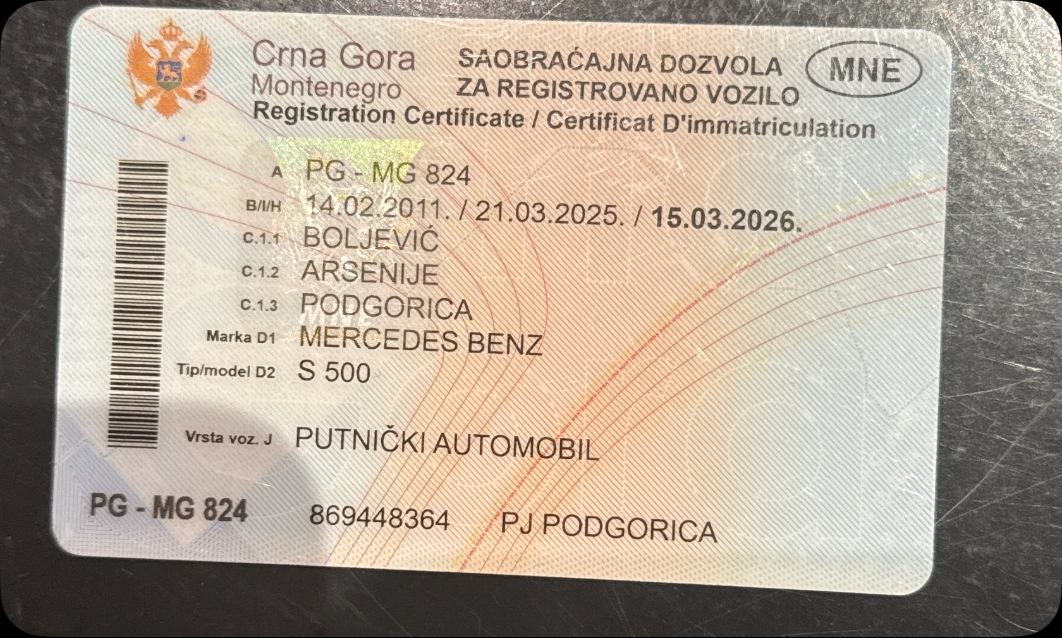 Crna Gora
Montenegro
SAOBRAĆAJNA DOZVOLA
ZA REGISTROVANO VOZILO
MNE
Registration Certificate / Certificat D'immatriculation
A PG - MG 824
B/I/H 14.02.2011. / 21.03.2025. / 15.03.2026.
C.1.1 BOLJEVIĆ
C.1.2 ARSENIJE
C.1.3 PODGORICA
MNE
Marka D1 MERCEDES BENZ
Tip/model D2 S 500
Vrsta voz. J PUTNIČKI AUTOMOBIL
PG - MG 824 869448364 PJ PODGORICA